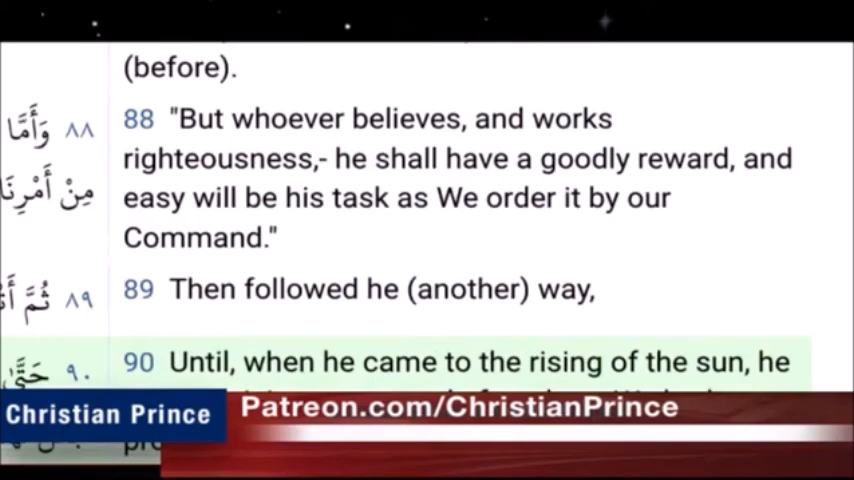 (before).
وَأَمَّا ٨٨
88 "But whoever believes, and works
righteousness,- he shall have a goodly reward, and
مِنْ أَمْرِنَا
easy will be his task as We order it by our
Command."
٨٩
89 Then followed he (another) way,
٩٠
90 Until, when he came to the rising of the sun, he
Christian Prince
Patreon.com/ChristianPrince